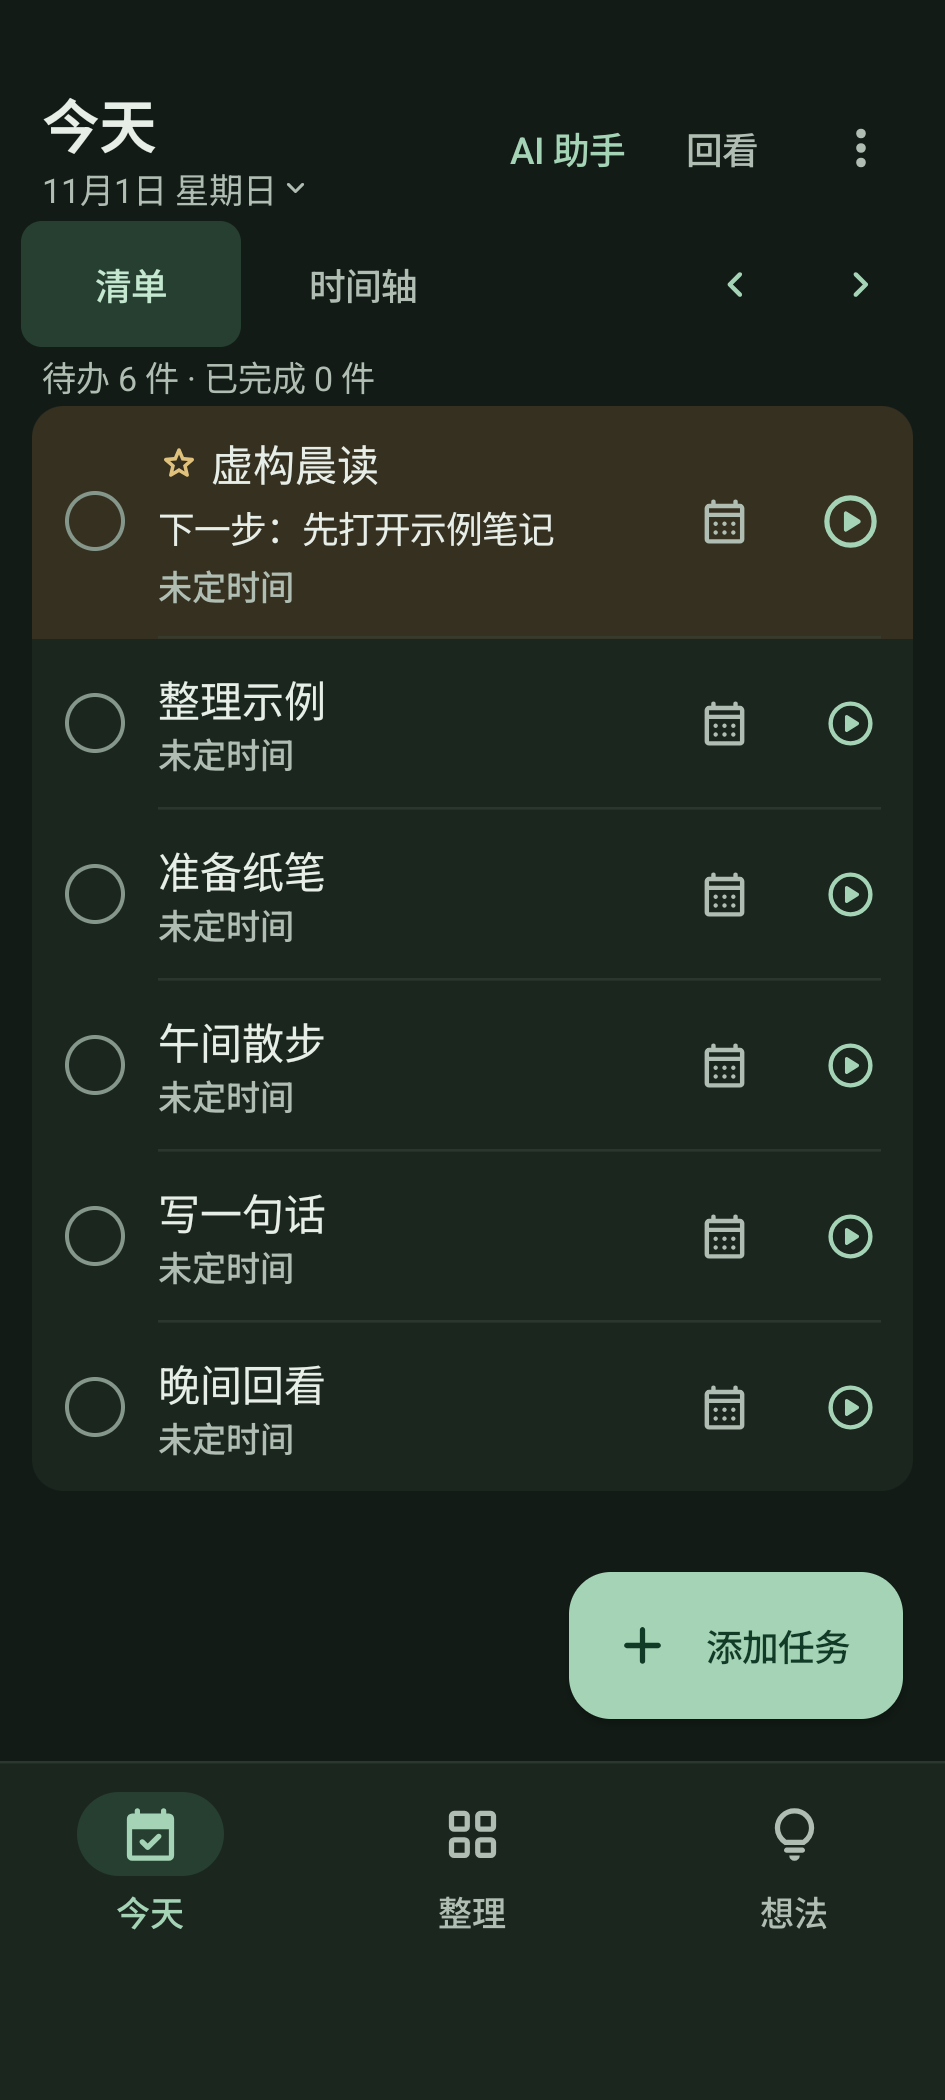 今天
11月1日 星期日
AI 助手
回看
清单
时间轴
待办 6 件 · 已完成 0 件
虚构晨读
下一步：先打开示例笔记
未定时间
整理示例
未定时间
准备纸笔
未定时间
午间散步
未定时间
写一句话
未定时间
晚间回看
未定时间
添加任务
今天
整理
想法